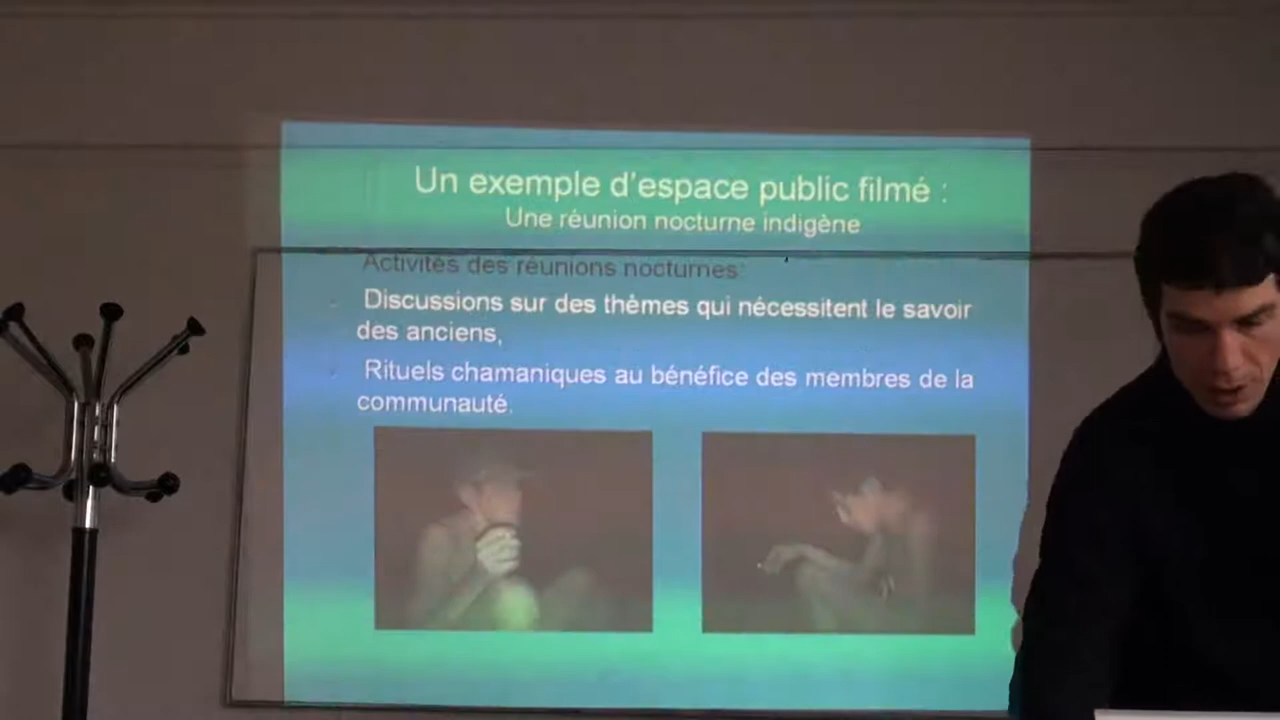 Un exemple d'espace public filmé :
Une réunion nocturne indigène
Activités des réunions nocturnes:
Discussions sur des thèmes qui nécessitent le savoir
des anciens,
Rituels chamaniques au bénéfice des membres de la
communauté.